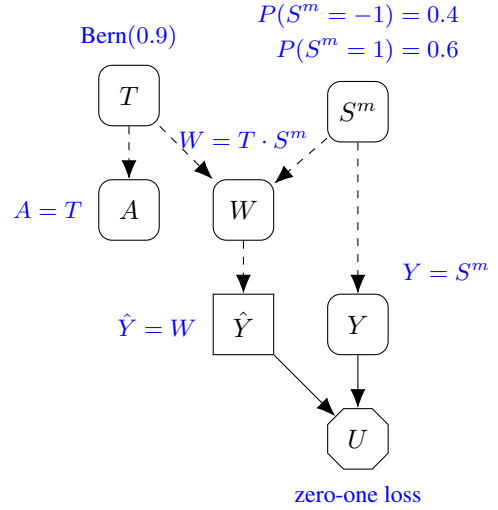 P(S^m = −1) = 0.4
Bern(0.9)
P(S^m = 1) = 0.6
T
S^m
W = T · S^m
A = T
A
W
Y = S^m
Ŷ = W
Ŷ
Y
U
zero-one loss